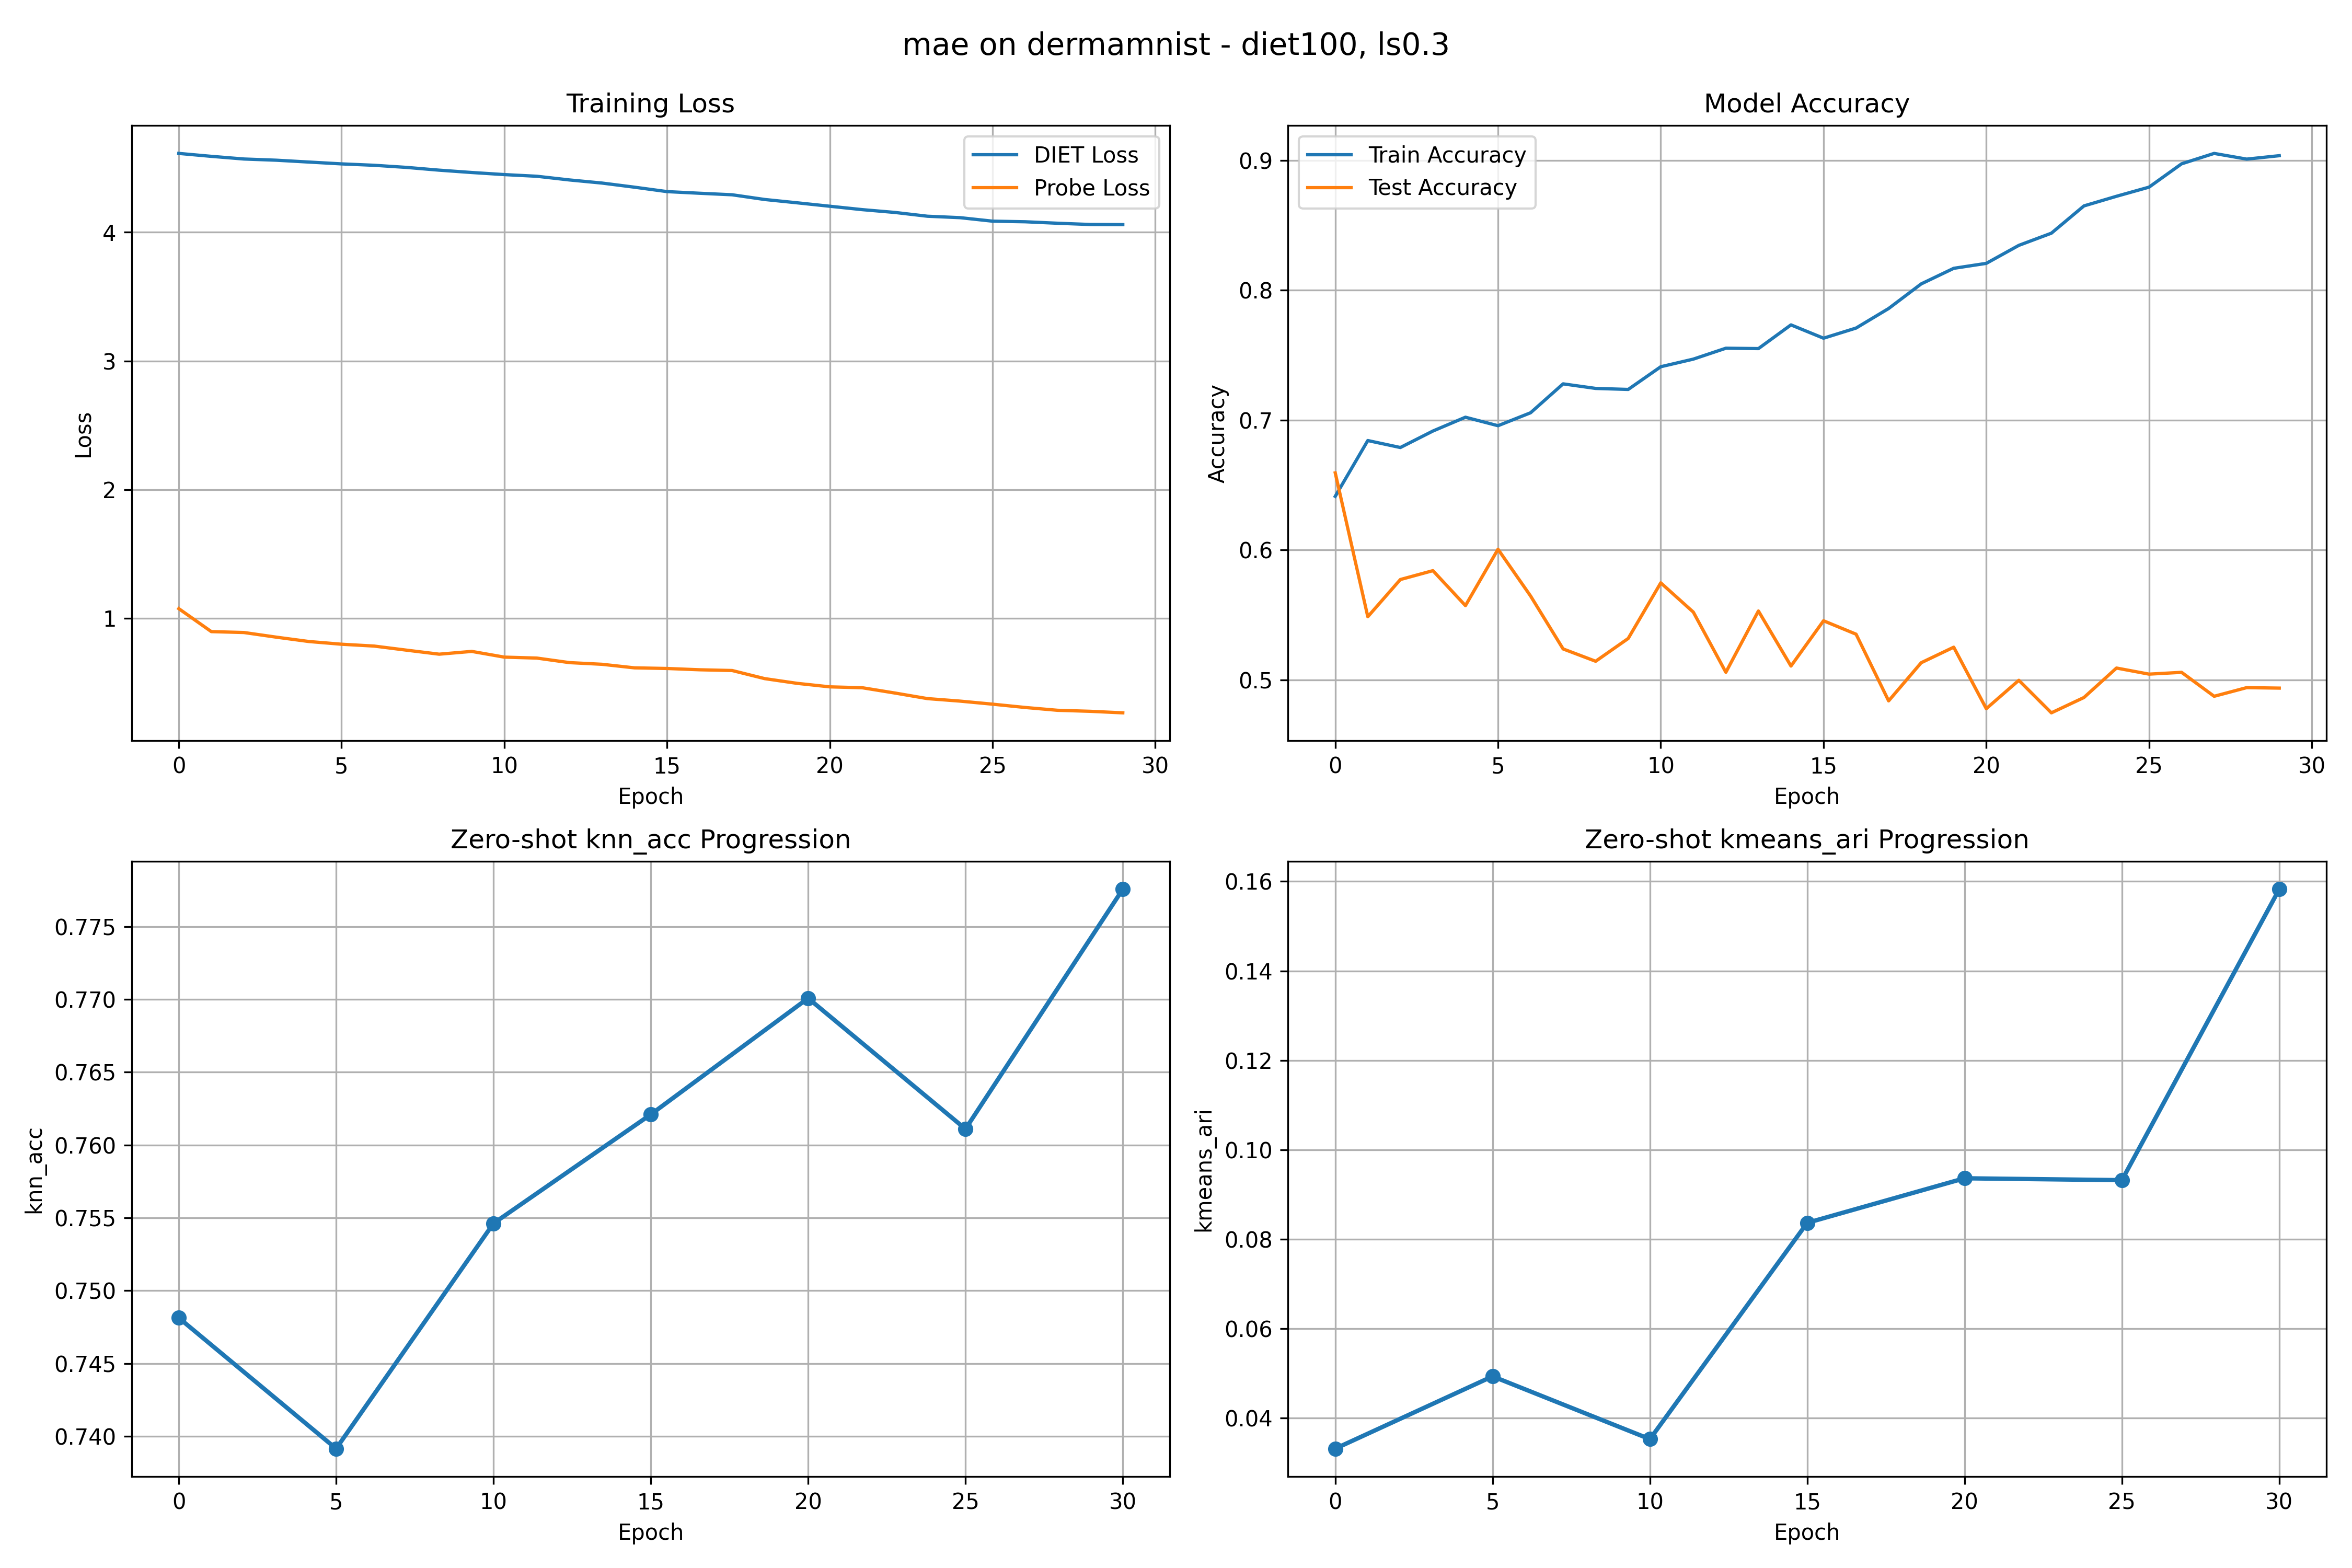 mae on dermamnist - diet100, ls0.3
Training Loss
DIET Loss
Probe Loss
4
3
2
1
Loss
0 5 10 15 20 25 30
Epoch
Model Accuracy
Train Accuracy
Test Accuracy
0.9
0.8
0.7
0.6
0.5
Accuracy
0 5 10 15 20 25 30
Epoch
Zero-shot knn_acc Progression
0.775
0.770
0.765
0.760
0.755
0.750
0.745
0.740
knn_acc
0 5 10 15 20 25 30
Epoch
Zero-shot kmeans_ari Progression
0.16
0.14
0.12
0.10
0.08
0.06
0.04
kmeans_ari
0 5 10 15 20 25 30
Epoch